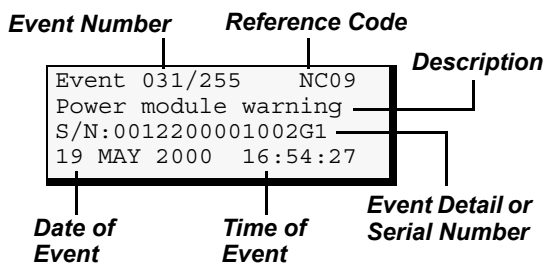 Event Number
Reference Code
Description
Event 031/255 NC09
Power module warning
S/N:0012200001002G1
19 MAY 2000 16:54:27
Date of
Event
Time of
Event
Event Detail or
Serial Number